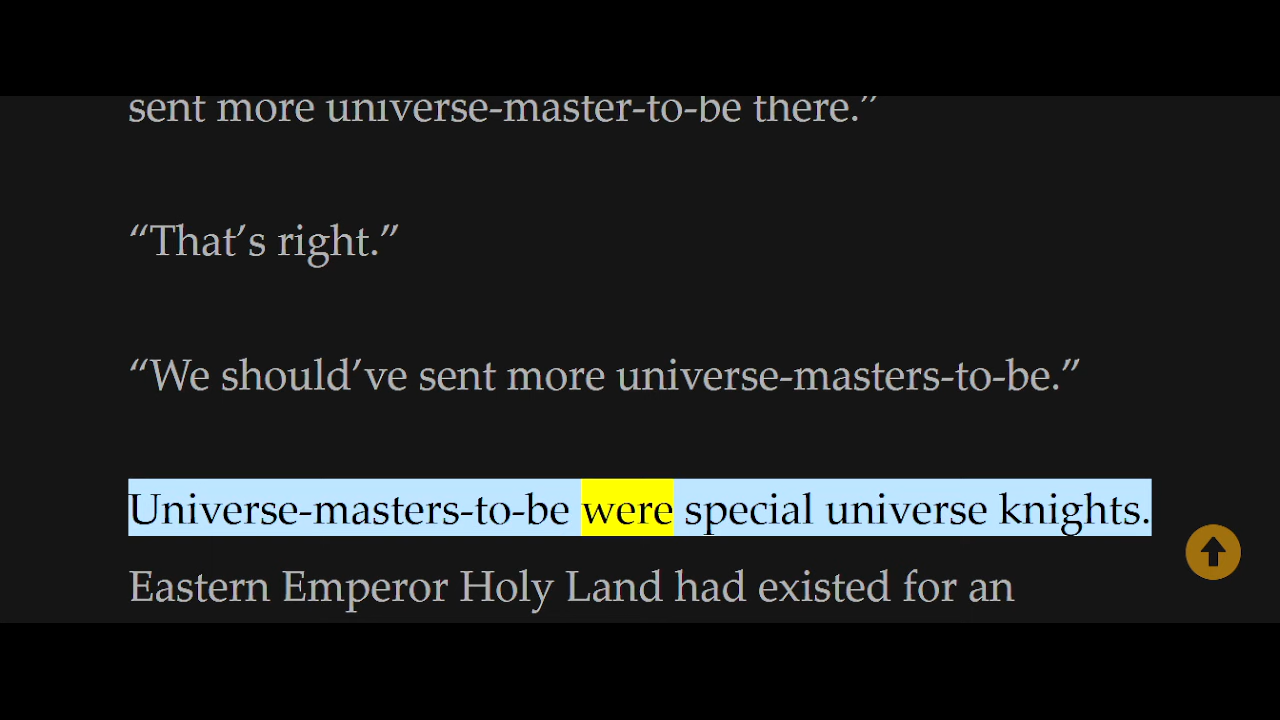 sent more universe-master-to-be there.”
“That’s right.”
“We should’ve sent more universe-masters-to-be.”
Universe-masters-to-be were special universe knights.
Eastern Emperor Holy Land had existed for an